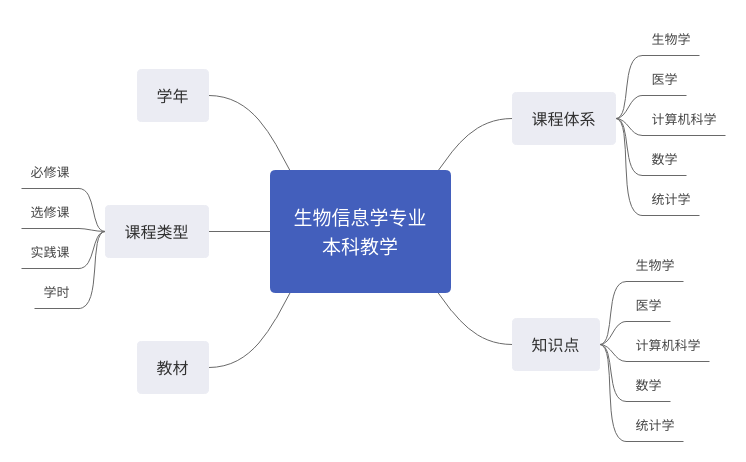 生物信息学专业
本科教学
课程体系
生物学
医学
计算机科学
数学
统计学
知识点
生物学
医学
计算机科学
数学
统计学
学年
课程类型
必修课
选修课
实践课
学时
教材